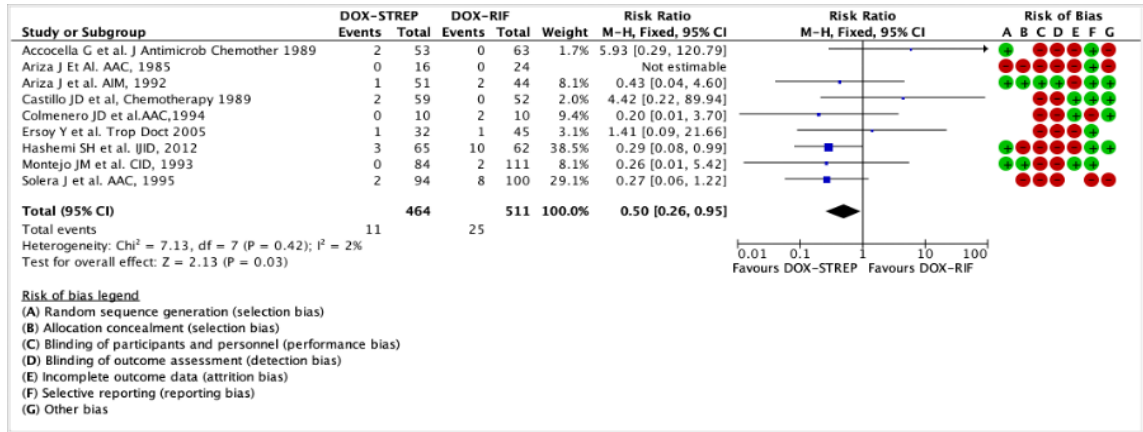 DOX-STREP DOX-RIF Risk Ratio Risk Ratio Risk of Bias
Study or Subgroup Events Total Events Total Weight M-H, Fixed, 95% CI M-H, Fixed, 95% CI A B C D E F G
Accocella G et al. J Antimicrob Chemother 1989 2 53 0 63 1.7% 5.93 [0.29, 120.79]
Ariza J Et Al. AAC, 1985 0 16 0 24 Not estimable
Ariza J et al. AIM, 1992 1 51 2 44 8.1% 0.43 [0.04, 4.60]
Castillo JD et al, Chemotherapy 1989 2 59 0 52 2.0% 4.42 [0.22, 89.94]
Colmenero JD et al.AAC,1994 0 10 2 10 9.4% 0.20 [0.01, 3.70]
Ersoy Y et al. Trop Doct 2005 1 32 1 45 3.1% 1.41 [0.09, 21.66]
Hashemi SH et al. IJID, 2012 3 65 10 62 38.5% 0.29 [0.08, 0.99]
Montejo JM et al. CID, 1993 0 84 2 111 8.1% 0.26 [0.01, 5.42]
Solera J et al. AAC, 1995 2 94 8 100 29.1% 0.27 [0.06, 1.22]
Total (95% CI) 464 511 100.0% 0.50 [0.26, 0.95]
Total events 11 25
Heterogeneity: Chi² = 7.13, df = 7 (P = 0.42); I² = 2%
Test for overall effect: Z = 2.13 (P = 0.03)
0.01 0.1 1 10 100
Favours DOX-STREP Favours DOX-RIF
Risk of bias legend
(A) Random sequence generation (selection bias)
(B) Allocation concealment (selection bias)
(C) Blinding of participants and personnel (performance bias)
(D) Blinding of outcome assessment (detection bias)
(E) Incomplete outcome data (attrition bias)
(F) Selective reporting (reporting bias)
(G) Other bias